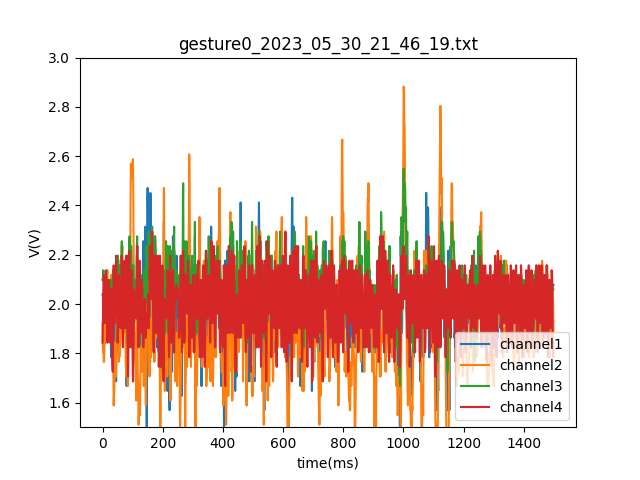 gesture0_2023_05_30_21_46_19.txt
3.0
2.8
2.6
2.4
2.2
2.0
1.8
1.6
V(V)
channel1
channel2
channel3
channel4
0 200 400 600 800 1000 1200 1400
time(ms)